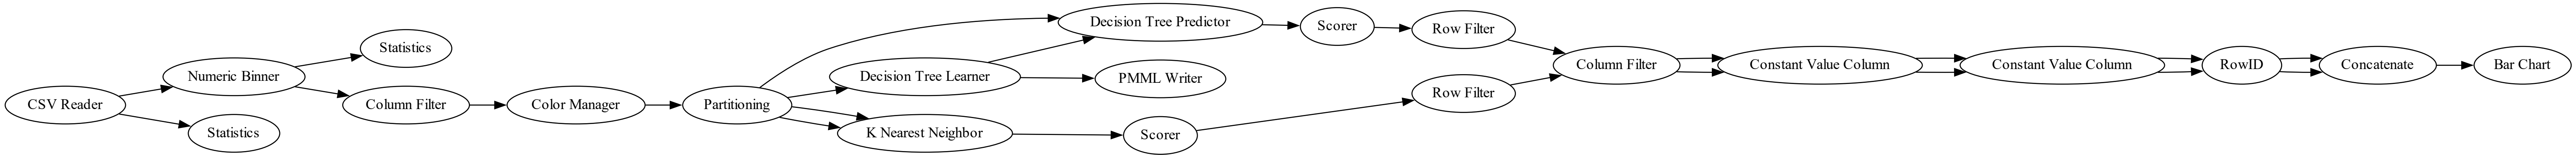 CSV Reader
Numeric Binner
Statistics
Statistics
Column Filter
Color Manager
Partitioning
Decision Tree Predictor
Decision Tree Learner
K Nearest Neighbor
PMML Writer
Scorer
Scorer
Row Filter
Row Filter
Column Filter
Constant Value Column
Constant Value Column
RowID
Concatenate
Bar Chart